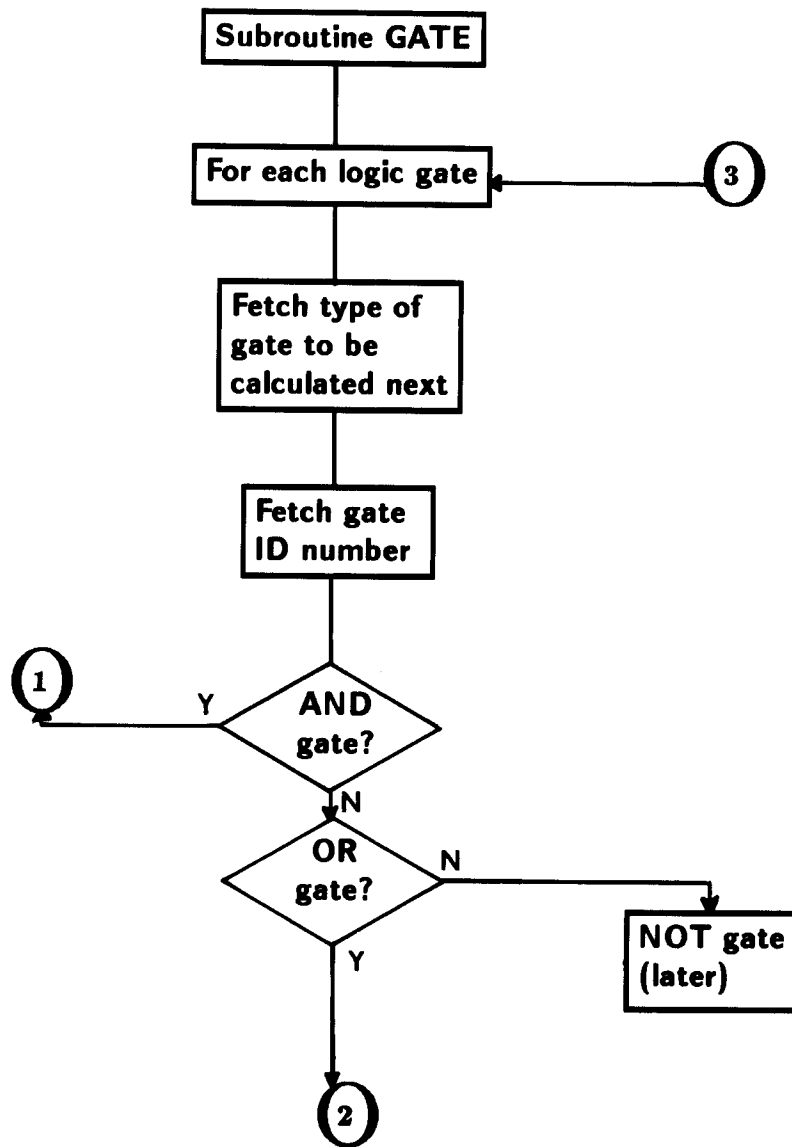 Subroutine GATE
For each logic gate
3
Fetch type of
gate to be
calculated next
Fetch gate
ID number
1
Y
AND
gate?
N
OR
gate?
N
Y
NOT gate
(later)
2